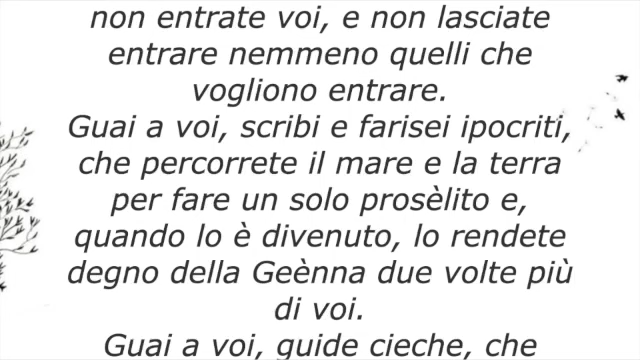 non entrate voi, e non lasciate
entrare nemmeno quelli che
vogliono entrare.
Guai a voi, scribi e farisei ipocriti,
che percorrete il mare e la terra
per fare un solo prosèlito e,
quando lo è divenuto, lo rendete
degno della Geènna due volte più
di voi.
Guai a voi, guide cieche, che